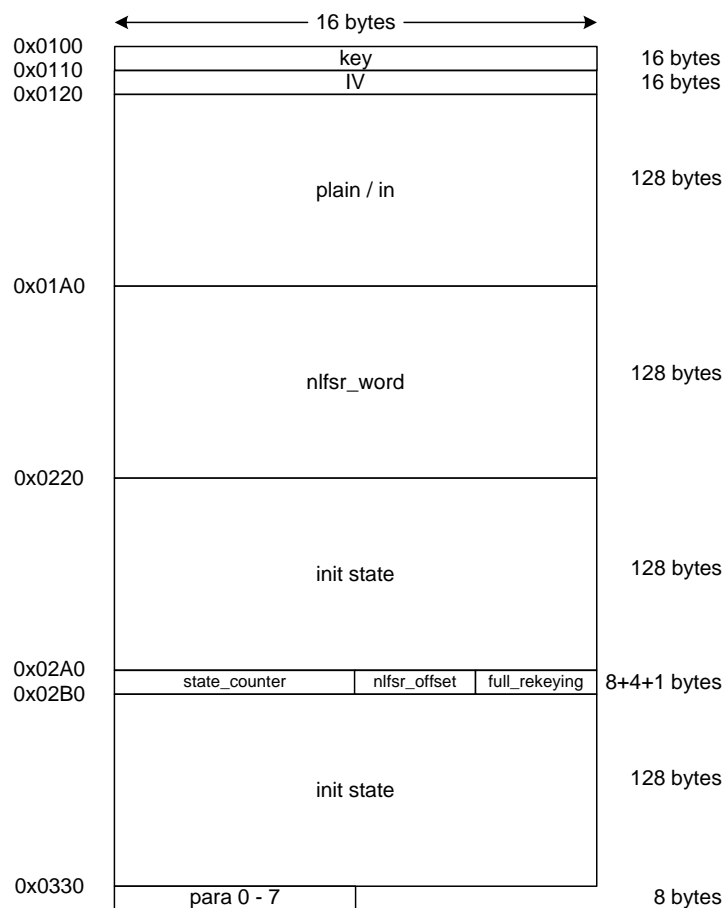 16 bytes
0x0100
key
16 bytes
0x0110
IV
16 bytes
0x0120
plain / in
128 bytes
0x01A0
nlfsr_word
128 bytes
0x0220
init state
128 bytes
0x02A0
state_counter nlfsr_offset full_rekeying 8+4+1 bytes
0x02B0
init state
128 bytes
0x0330
para 0 - 7 8 bytes